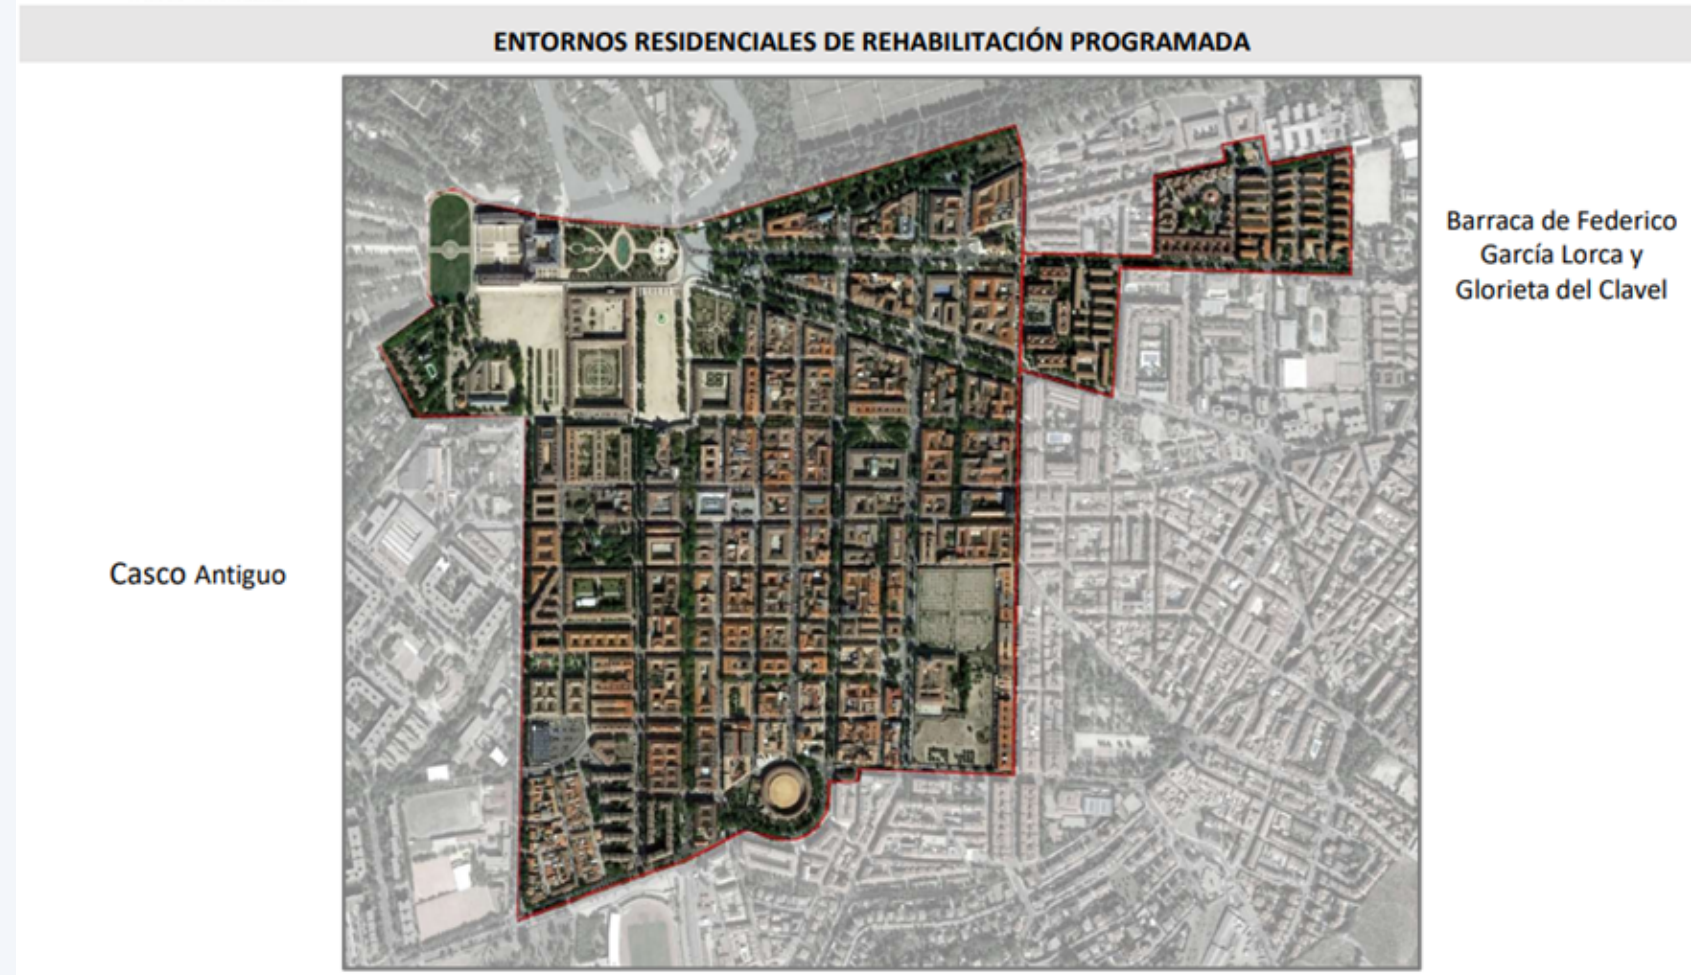 ENTORNOS RESIDENCIALES DE REHABILITACIÓN PROGRAMADA
Barraca de Federico
García Lorca y
Glorieta del Clavel
Casco Antiguo